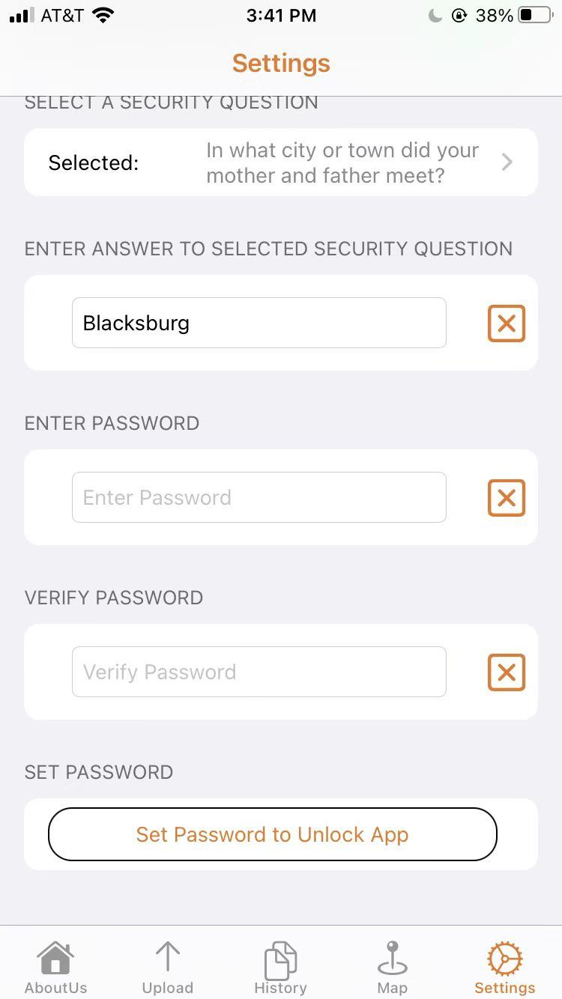 AT&T 3:41 PM 38%
Settings
SELECT A SECURITY QUESTION
Selected: In what city or town did your
mother and father meet?
ENTER ANSWER TO SELECTED SECURITY QUESTION
Blacksburg
ENTER PASSWORD
Enter Password
VERIFY PASSWORD
Verify Password
SET PASSWORD
Set Password to Unlock App
AboutUs Upload History Map Settings